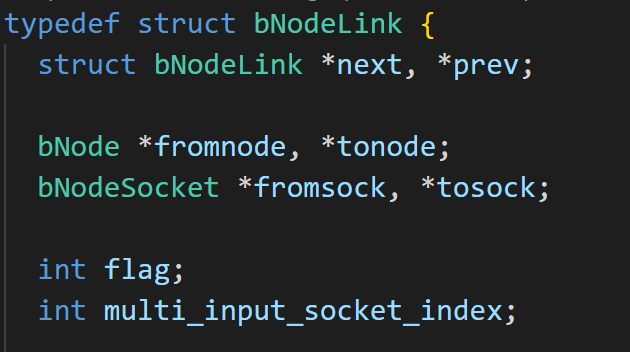 typedef struct bNodeLink {
struct bNodeLink *next, *prev;
bNode *fromnode, *tonode;
bNodeSocket *fromsock, *tosock;
int flag;
int multi_input_socket_index;